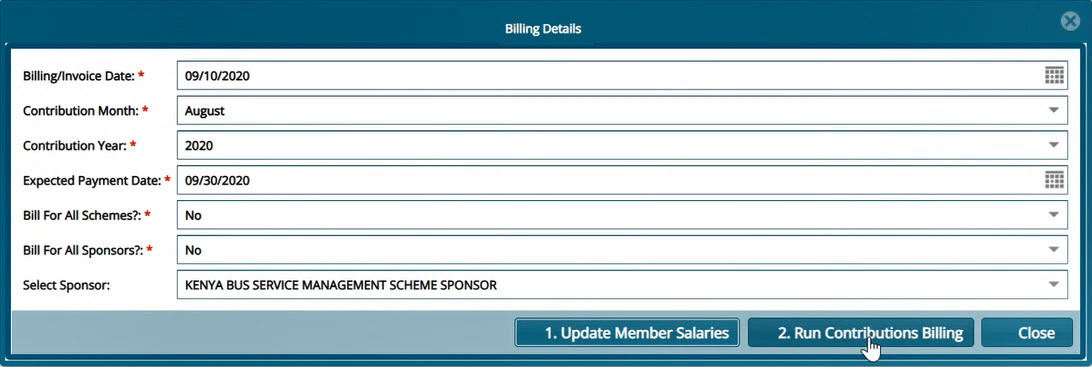 Billing Details
Billing/Invoice Date: * 09/10/2020
Contribution Month: * August
Contribution Year: * 2020
Expected Payment Date: * 09/30/2020
Bill For All Schemes?: * No
Bill For All Sponsors?: * No
Select Sponsor: KENYA BUS SERVICE MANAGEMENT SCHEME SPONSOR
1. Update Member Salaries 2. Run Contributions Billing Close